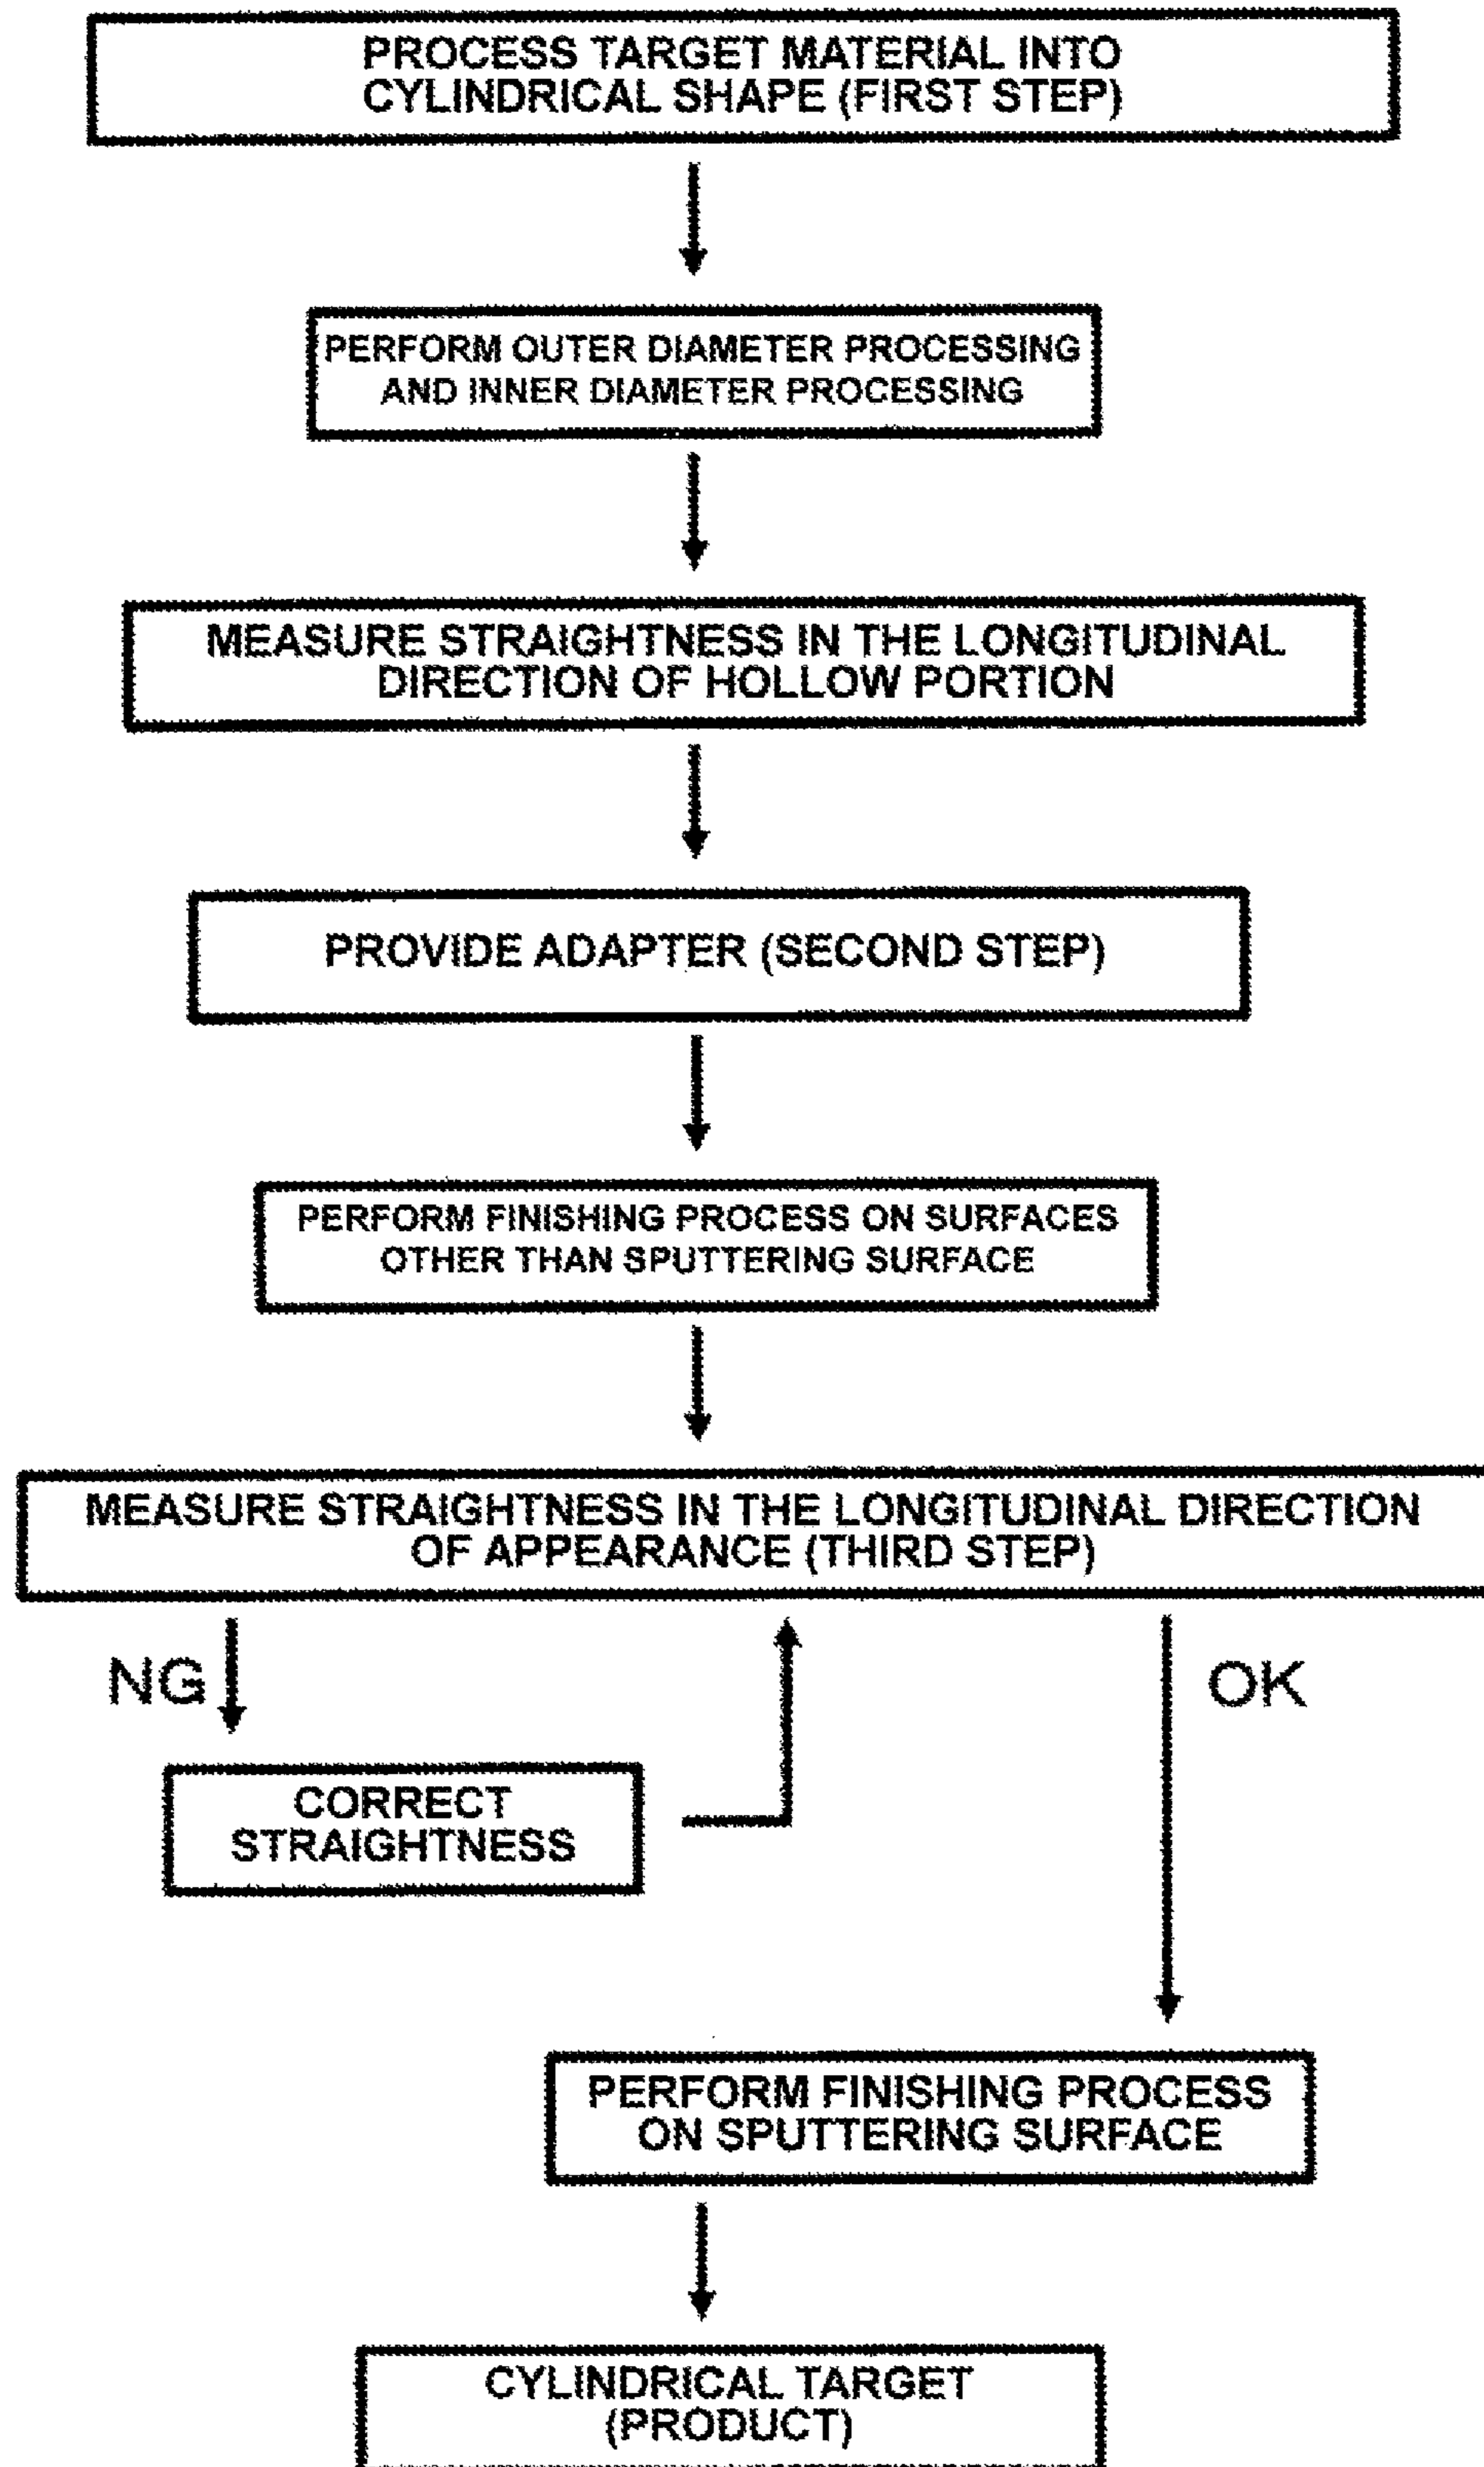 PROCESS TARGET MATERIAL INTO
CYLINDRICAL SHAPE (FIRST STEP)
PERFORM OUTER DIAMETER PROCESSING
AND INNER DIAMETER PROCESSING
MEASURE STRAIGHTNESS IN THE LONGITUDINAL
DIRECTION OF HOLLOW PORTION
PROVIDE ADAPTER (SECOND STEP)
PERFORM FINISHING PROCESS ON SURFACES
OTHER THAN SPUTTERING SURFACE
MEASURE STRAIGHTNESS IN THE LONGITUDINAL DIRECTION
OF APPEARANCE (THIRD STEP)
NG
OK
CORRECT
STRAIGHTNESS
PERFORM FINISHING PROCESS
ON SPUTTERING SURFACE
CYLINDRICAL TARGET
(PRODUCT)